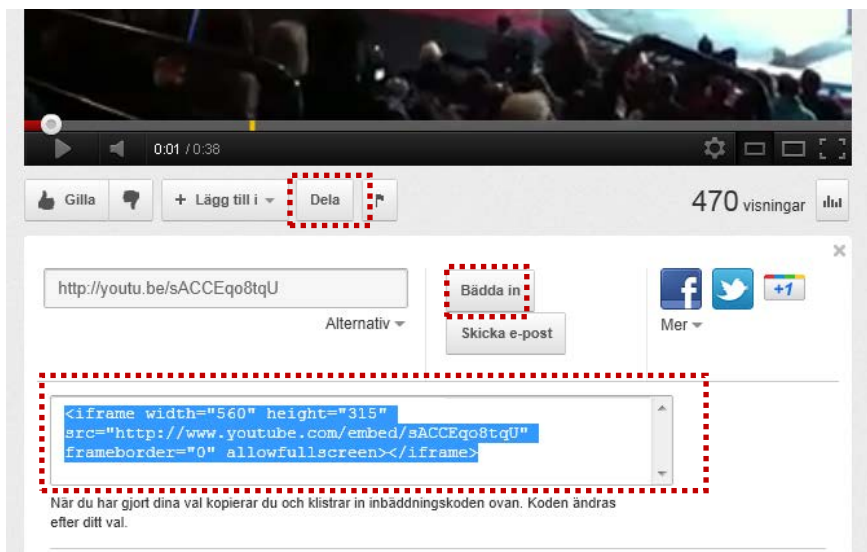 0:01 / 0:38
Gilla + Lägg till i Dela 470 visningar
http://youtu.be/sACCEqo8tqU Bädda in f +1
Alternativ Skicka e-post Mer
<iframe width="560" height="315"
src="http://www.youtube.com/embed/sACCEqo8tqU"
frameborder="0" allowfullscreen></iframe>
När du har gjort dina val kopierar du och klistrar in inbäddningskoden ovan. Koden ändras
efter ditt val.